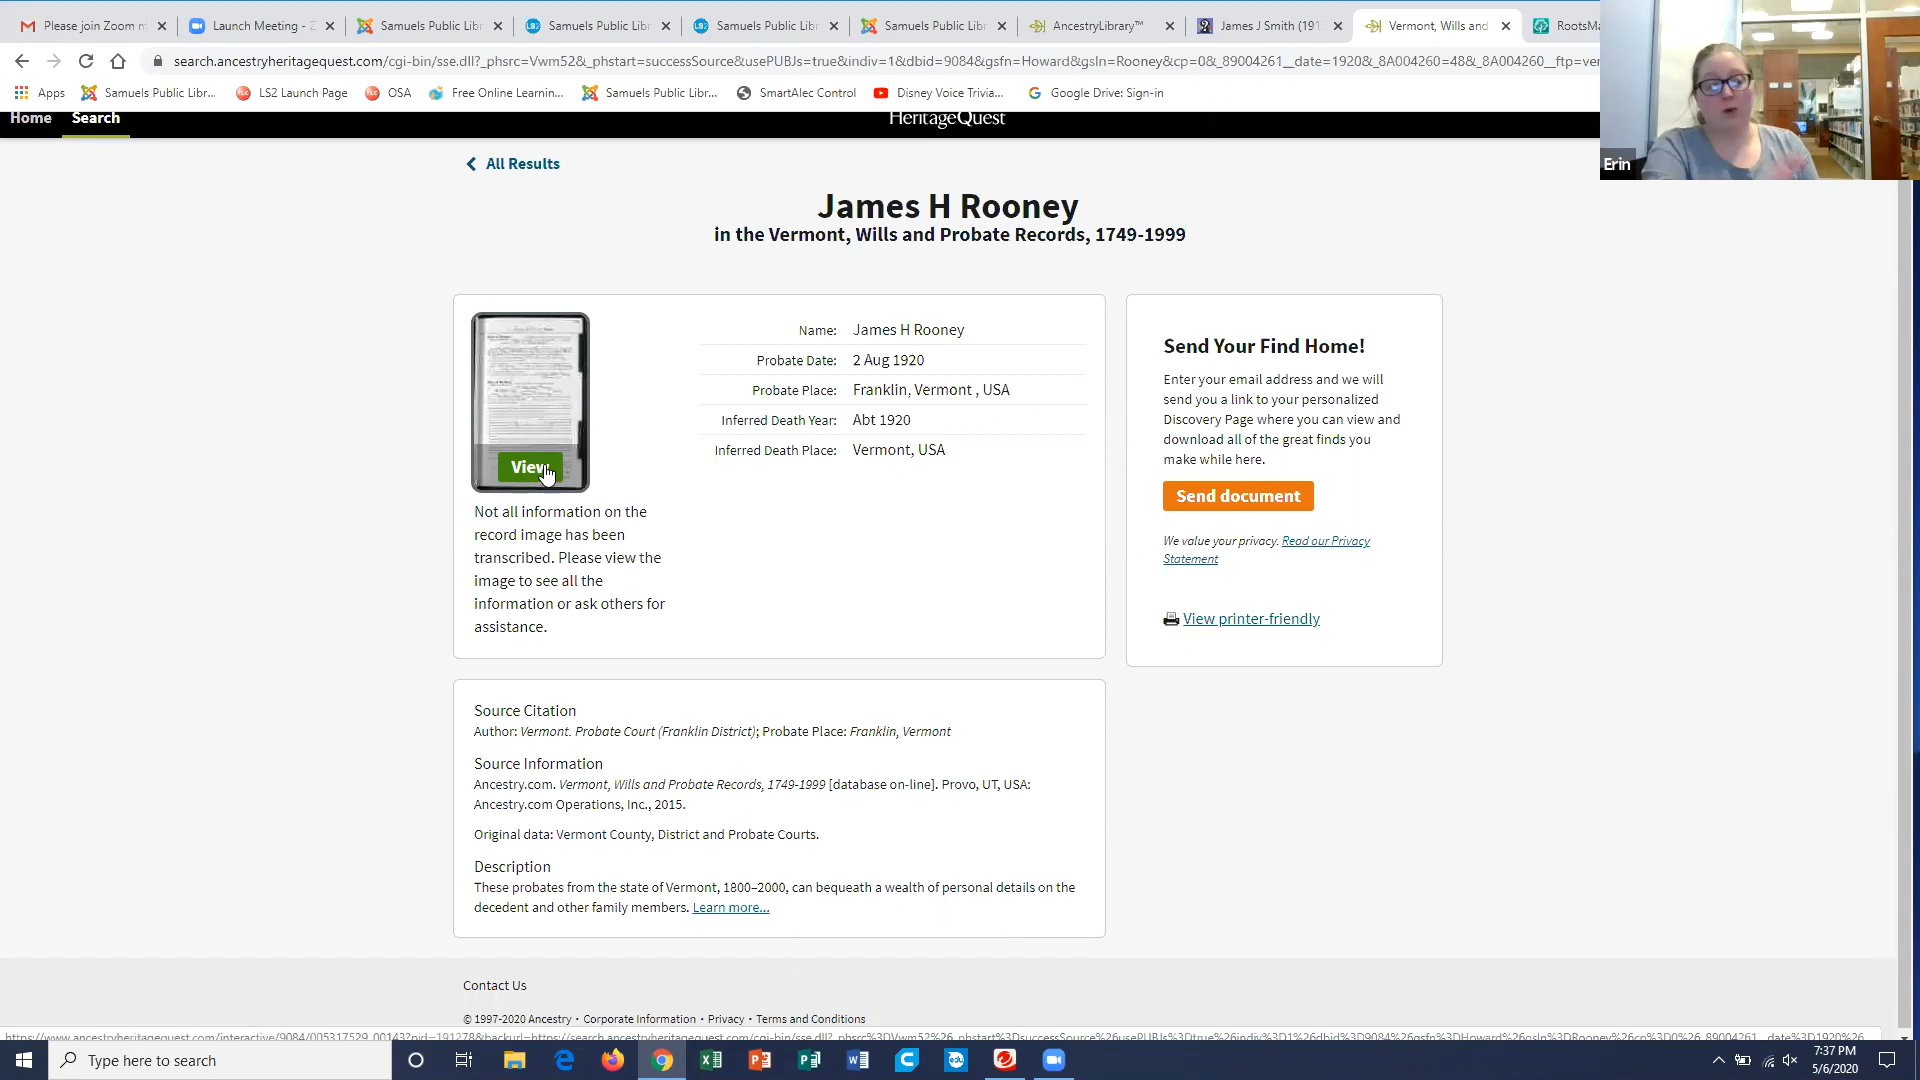 Please join Zoom m
Launch Meeting - Z
Samuels Public Libr
Samuels Public Libr
Samuels Public Libr
Samuels Public Libr
AncestryLibrary™
James J Smith (191
Vermont, Wills and
RootsMa
search.ancestryheritagequest.com/cgi-bin/sse.dll?_phsrc=Vwm52&_phstart=successSource&usePUBJs=true&indiv=1&dbid=9084&gsfn=Howard&gsln=Rooney&cp=0&_89004261__date=1920&_8A004260=48&_8A004260__ftp=ver
Apps
Samuels Public Libr...
LS2 Launch Page
OSA
Free Online Learnin...
Samuels Public Libr...
SmartAlec Control
Disney Voice Trivia...
Google Drive: Sign-in
Erin
Home
Search
HeritageQuest
All Results
James H Rooney
in the Vermont, Wills and Probate Records, 1749-1999
View
Name: James H Rooney
Probate Date: 2 Aug 1920
Probate Place: Franklin, Vermont , USA
Inferred Death Year: Abt 1920
Inferred Death Place: Vermont, USA
Not all information on the
record image has been
transcribed. Please view the
image to see all the
information or ask others for
assistance.
Send Your Find Home!
Enter your email address and we will
send you a link to your personalized
Discovery Page where you can view and
download all of the great finds you
make while here.
Send document
We value your privacy. Read our Privacy
Statement
View printer-friendly
Source Citation
Author: Vermont. Probate Court (Franklin District); Probate Place: Franklin, Vermont
Source Information
Ancestry.com. Vermont, Wills and Probate Records, 1749-1999 [database on-line]. Provo, UT, USA:
Ancestry.com Operations, Inc., 2015.
Original data: Vermont County, District and Probate Courts.
Description
These probates from the state of Vermont, 1800–2000, can bequeath a wealth of personal details on the
decedent and other family members. Learn more...
Contact Us
© 1997-2020 Ancestry • Corporate Information • Privacy • Terms and Conditions
Type here to search
7:37 PM
5/6/2020